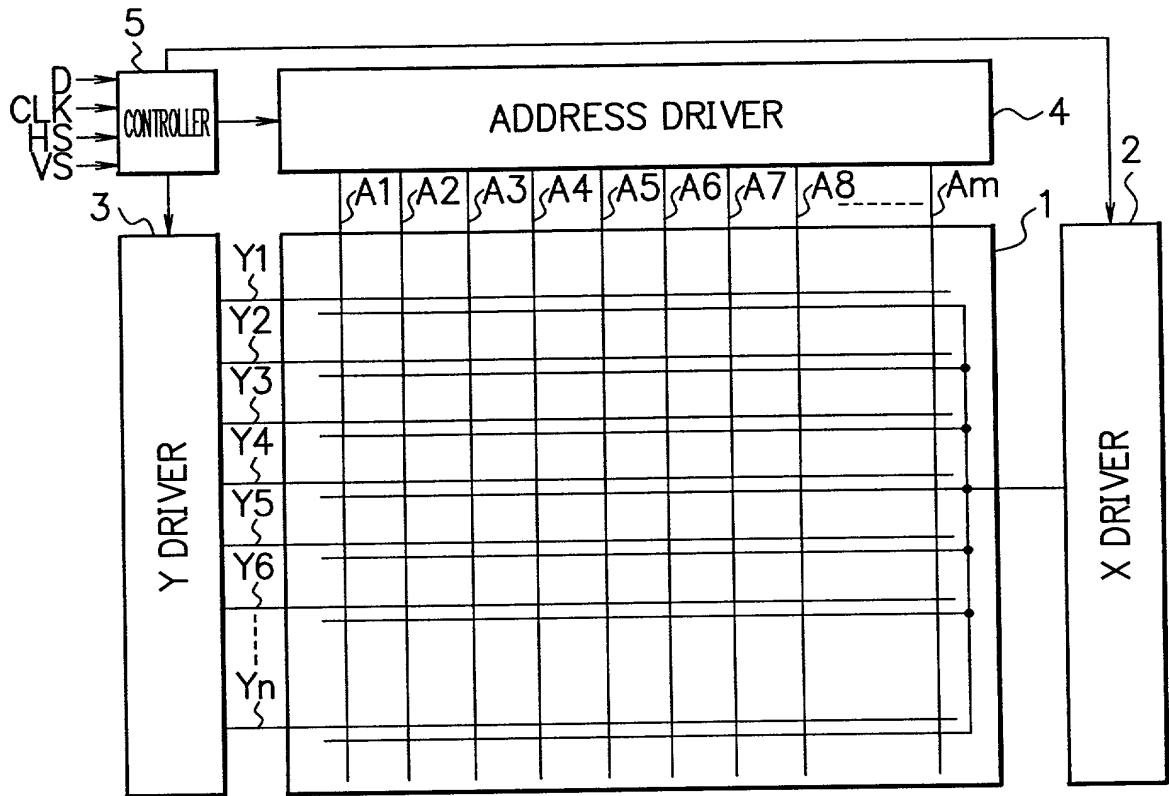 5
D
CLK
HS
VS
CONTROLLER
ADDRESS DRIVER
4
2
3
A1 A2 A3 A4 A5 A6 A7 A8 Am
1
Y1
Y2
Y3
Y4
Y5
Y6
Yn
Y DRIVER
X DRIVER